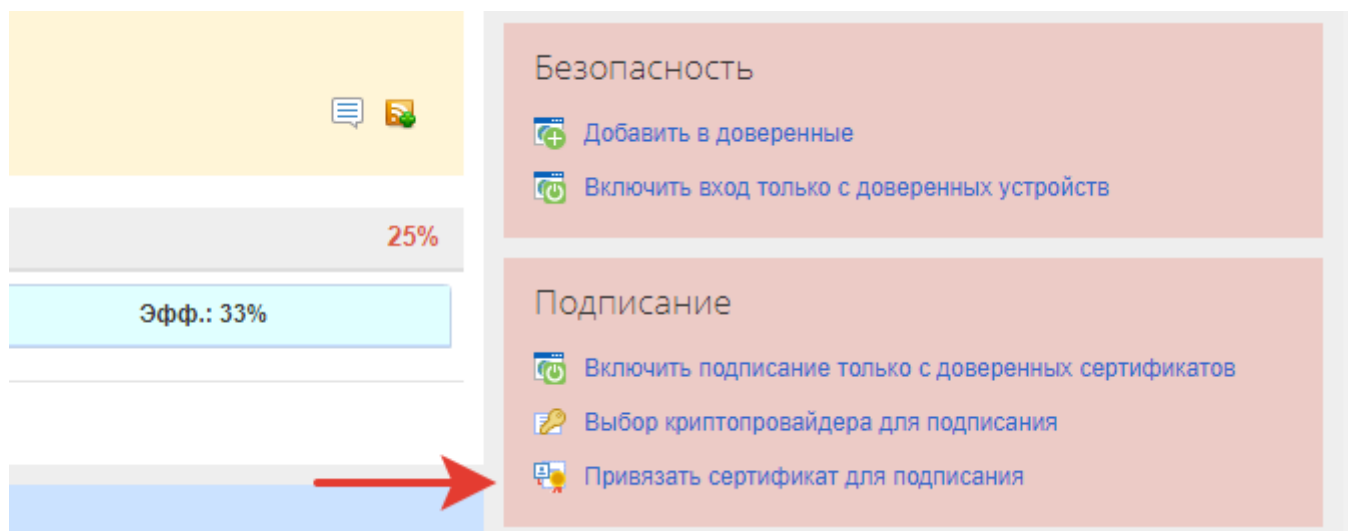 Безопасность
Добавить в доверенные
Включить вход только с доверенных устройств
25%
Эфф.: 33%
Подписание
Включить подписание только с доверенных сертификатов
Выбор криптопровайдера для подписания
Привязать сертификат для подписания